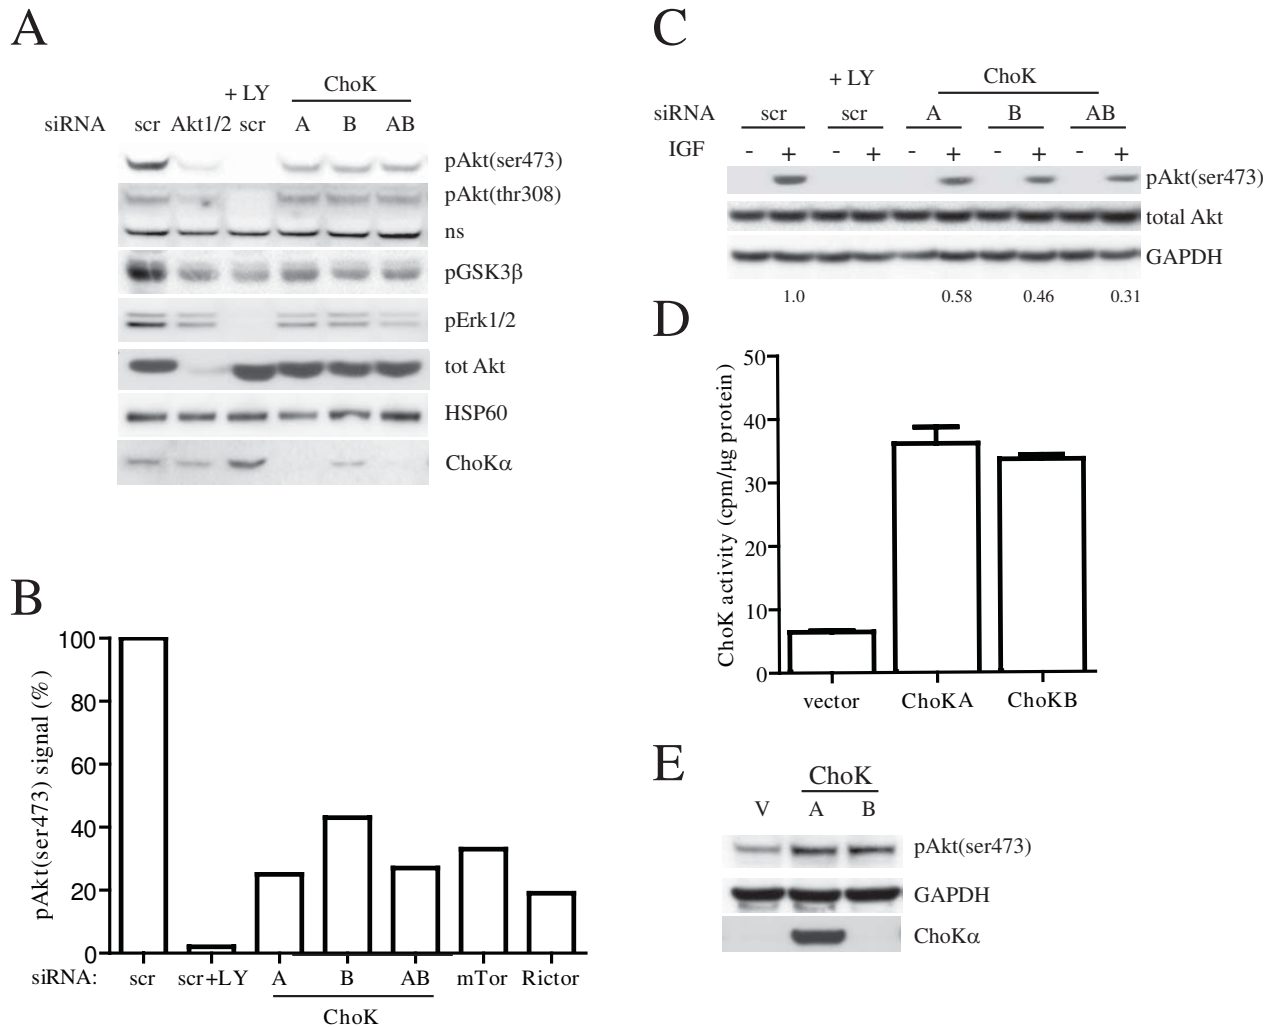 A
+ LY ChoK
siRNA scr Akt1/2 scr A B AB
pAkt(ser473)
pAkt(thr308)
ns
pGSK3β
pErk1/2
tot Akt
HSP60
ChoKα
B
pAkt(ser473) signal (%)
100
80
60
40
20
0
siRNA: scr scr+LY A B AB mTor Rictor
ChoK
C
+ LY ChoK
siRNA scr scr A B AB
IGF - + - + - + - + - +
pAkt(ser473)
total Akt
GAPDH
1.0 0.58 0.46 0.31
D
ChoK activity (cpm/μg protein)
50
40
30
20
10
0
vector ChoKA ChoKB
E
ChoK
V A B
pAkt(ser473)
GAPDH
ChoKα